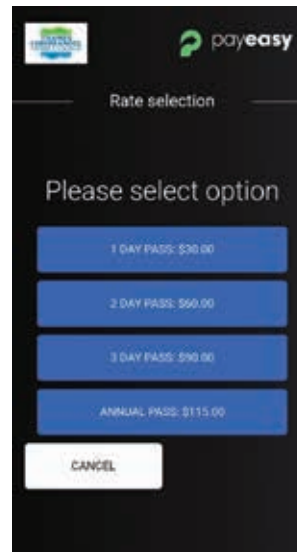 payeasy
Rate selection
Please select option
1 DAY PASS: $30.00
2 DAY PASS: $60.00
3 DAY PASS: $90.00
ANNUAL PASS: $115.00
CANCEL